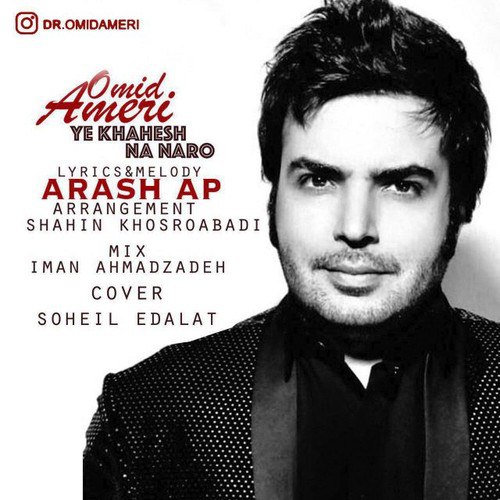 DR.OMIDAMERI
Omid
Ameri
YE KHAHESH
NA NARO
LYRICS&MELODY
ARASH AP
ARRANGEMENT
SHAHIN KHOSROABADI
MIX
IMAN AHMADZADEH
COVER
SOHEIL EDALAT